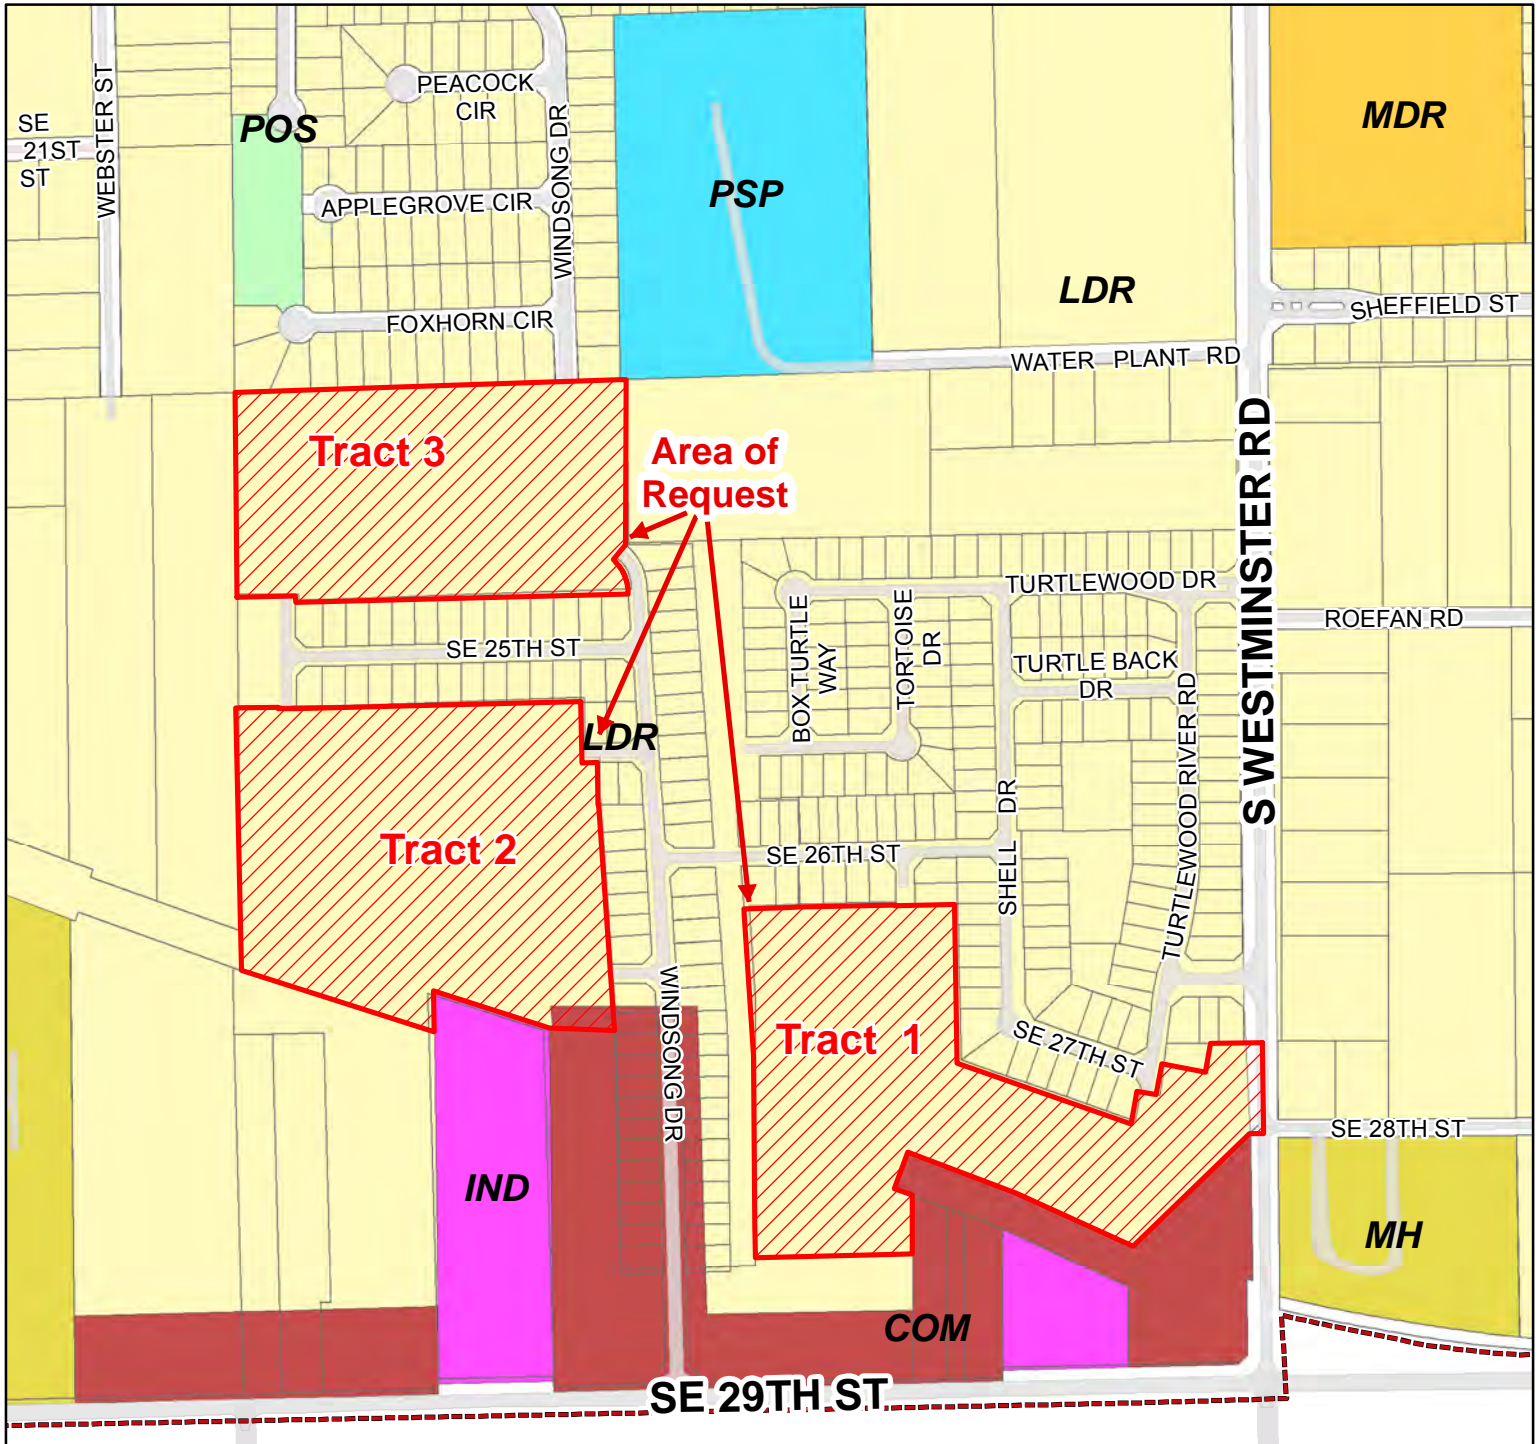 PEACOCK
CIR
SE
21ST
ST
WEBSTER ST
POS
WINDSONG DR
MDR
PSP
APPLEGROVE CIR
LDR
SHEFFIELD ST
FOXHORN CIR
WATER PLANT RD
Tract 3
Area of
Request
S WESTMINSTER RD
TURTLEWOOD DR
BOX TURTLE
WAY
TORTOISE
DR
ROEFAN RD
SE 25TH ST
TURTLE BACK
DR
LDR
TURTLEWOOD RIVER RD
SHELL DR
Tract 2
SE 26TH ST
WINDSONG DR
Tract 1
SE 27TH ST
SE 28TH ST
IND
MH
COM
SE 29TH ST